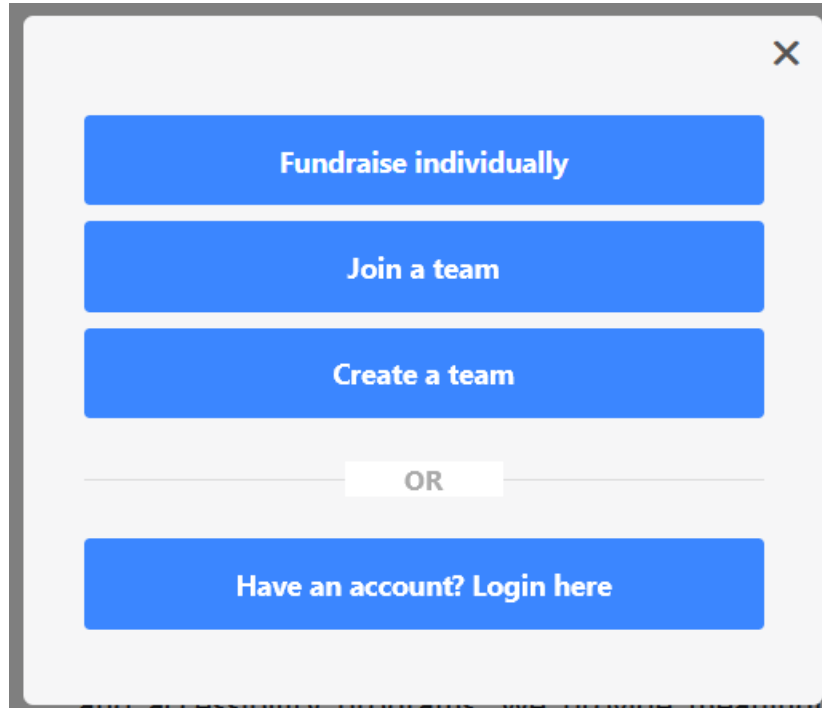 Fundraise individually
Join a team
Create a team
OR
Have an account? Login here